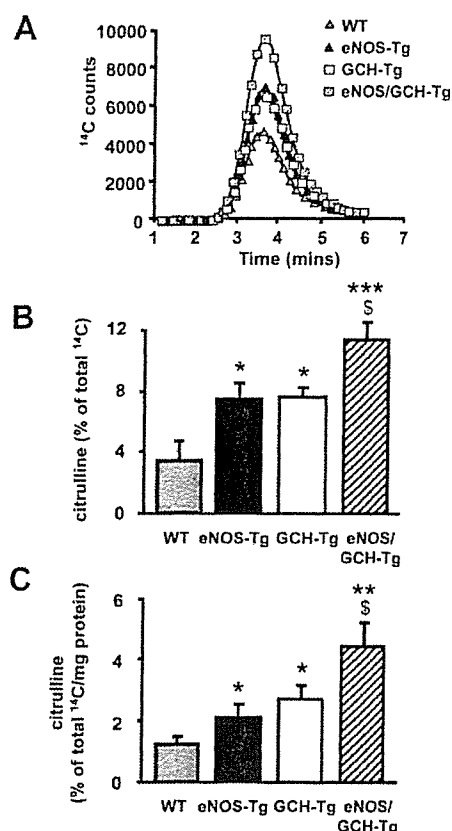 A
10000
8000
6000
4000
2000
0
14C counts
1 2 3 4 5 6 7
Time (mins)
WT
eNOS-Tg
GCH-Tg
eNOS/GCH-Tg
B
citrulline (% of total 14C)
12
8
4
0
*
*
***
$
WT eNOS-Tg GCH-Tg eNOS/
GCH-Tg
C
citrulline
(% of total 14C/mg protein)
6
4
2
0
*
*
**
$
WT eNOS-Tg GCH-Tg eNOS/
GCH-Tg